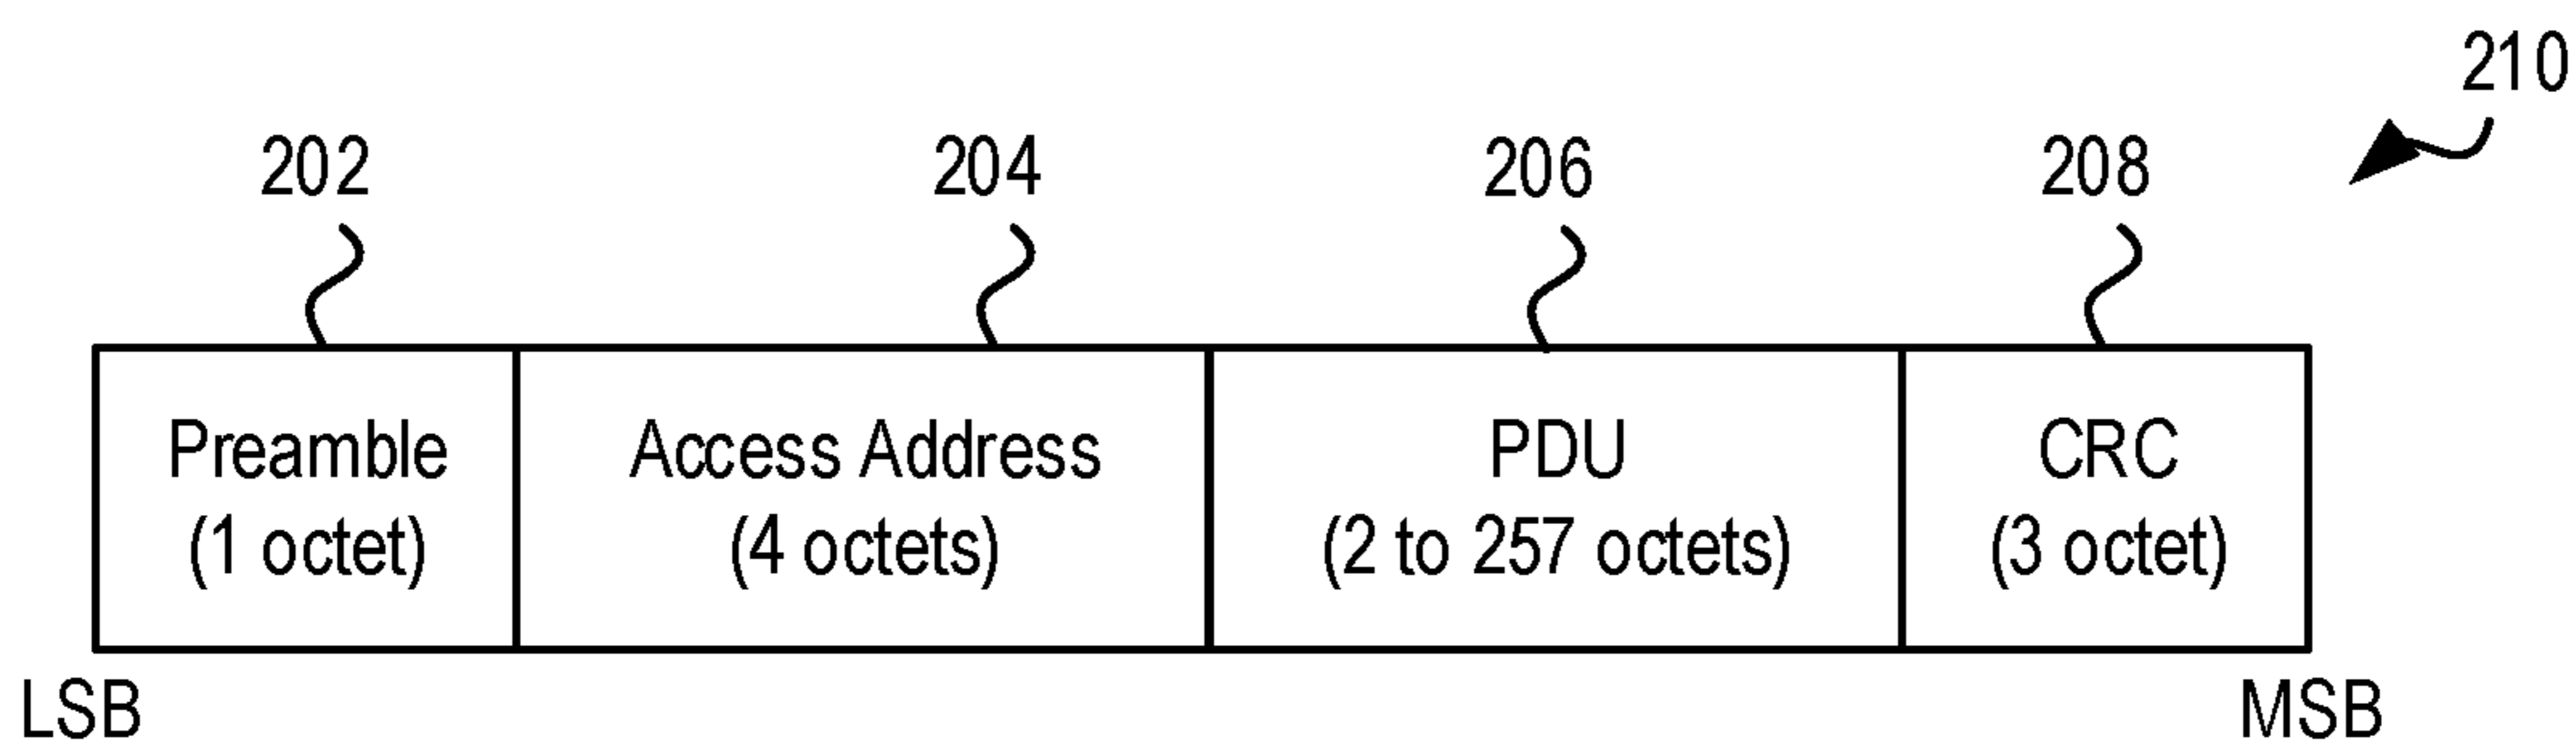 210
202
204
206
208
Preamble
(1 octet)
Access Address
(4 octets)
PDU
(2 to 257 octets)
CRC
(3 octet)
LSB
MSB